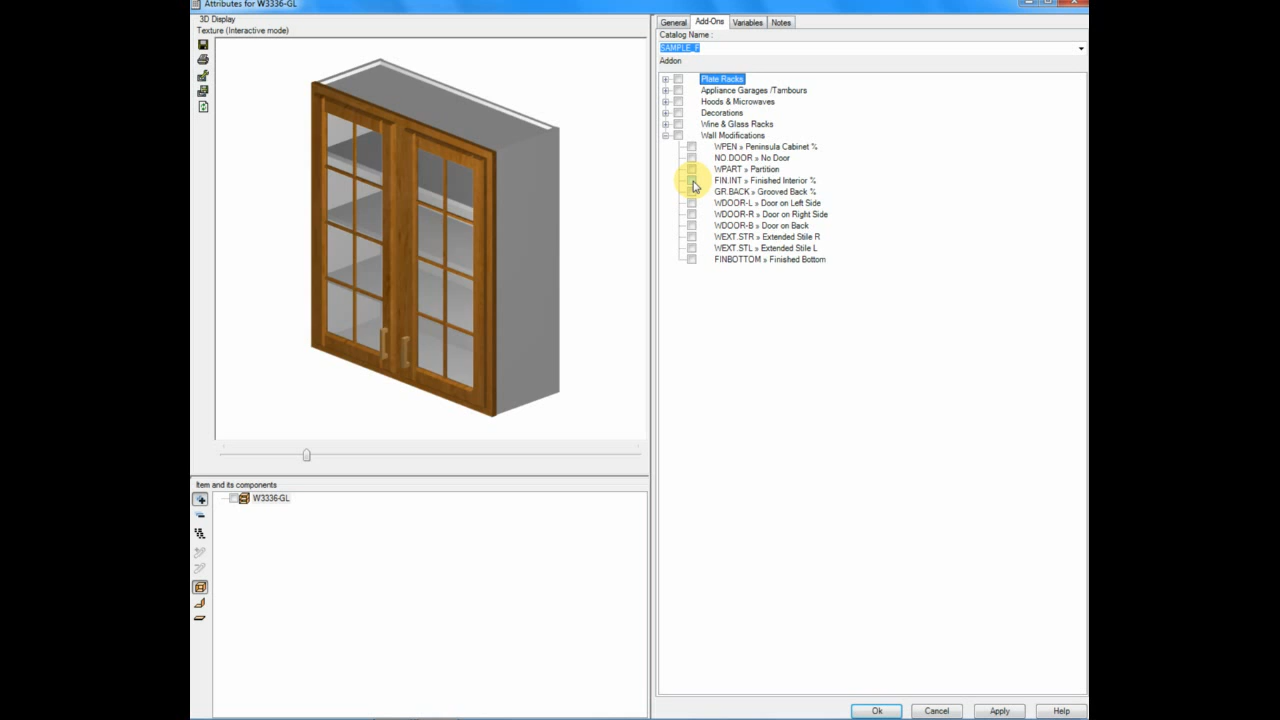 Attributes for W3336-GL
3D Display
Texture (Interactive mode)
General
Add-Ons
Variables
Notes
Catalog Name :
SAMPLE_F
Addon
Plate Racks
Appliance Garages /Tambours
Hoods & Microwaves
Decorations
Wine & Glass Racks
Wall Modifications
WPEN » Peninsula Cabinet %
NO.DOOR » No Door
WPART » Partition
FIN.INT » Finished Interior %
GR.BACK » Grooved Back %
WDOOR-L » Door on Left Side
WDOOR-R » Door on Right Side
WDOOR-B » Door on Back
WEXT.STR » Extended Stile R
WEXT.STL » Extended Stile L
FINBOTTOM » Finished Bottom
Item and its components
W3336-GL
Ok
Cancel
Apply
Help